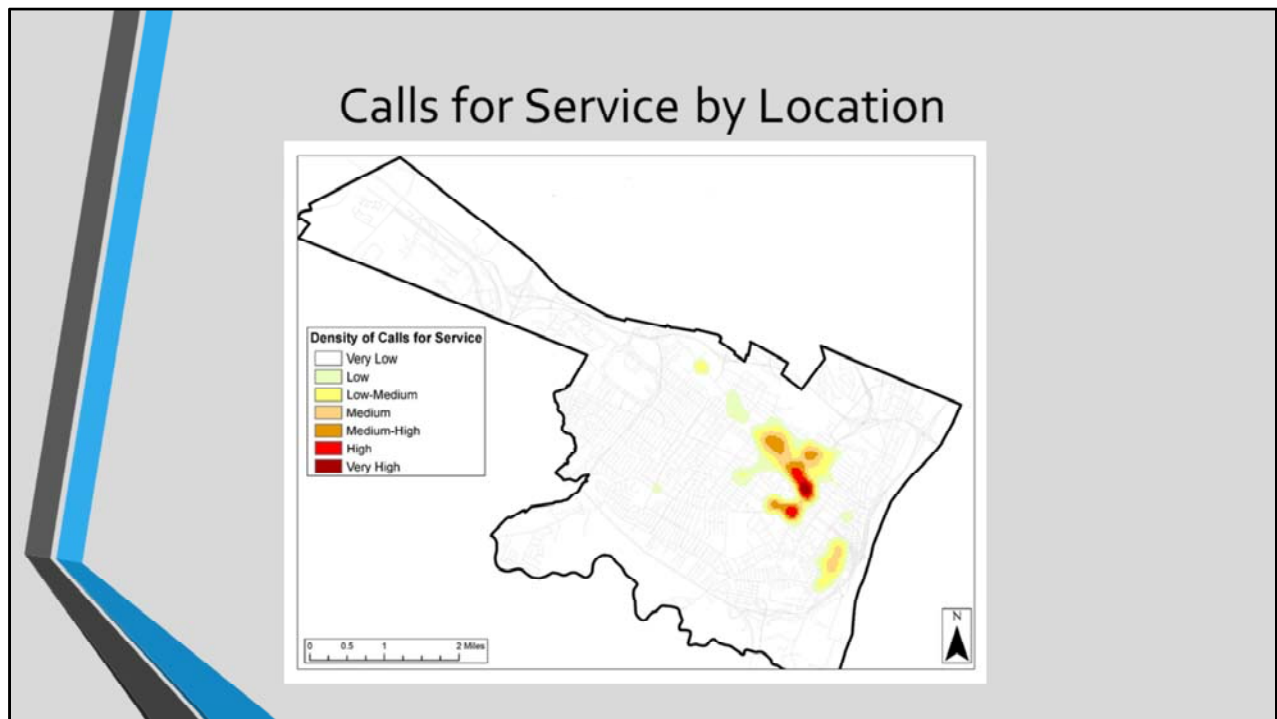 Calls for Service by Location
Density of Calls for Service
Very Low
Low
Low-Medium
Medium
Medium-High
High
Very High
0 0.5 1 2 Miles
N